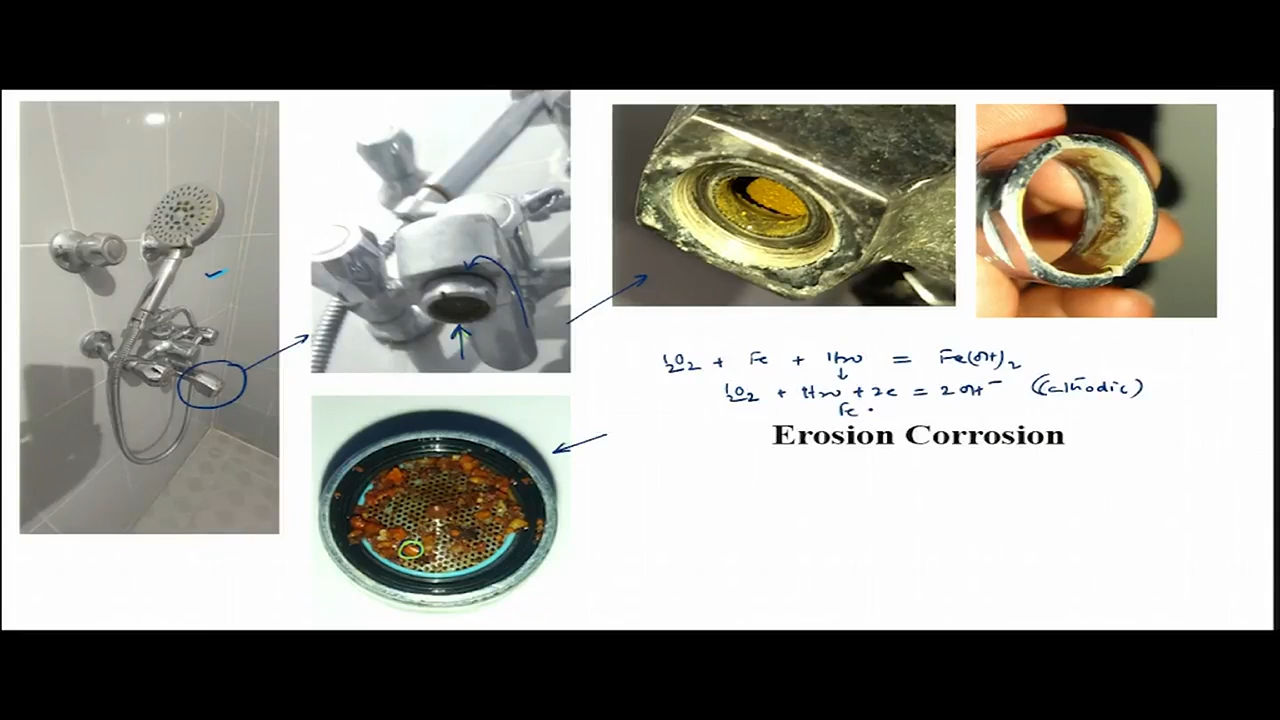 ½O₂ + Fe + H₂O = Fe(OH)₂
½O₂ + H₂O + 2e = 2OH⁻ (Cathodic)
Fe
Erosion Corrosion